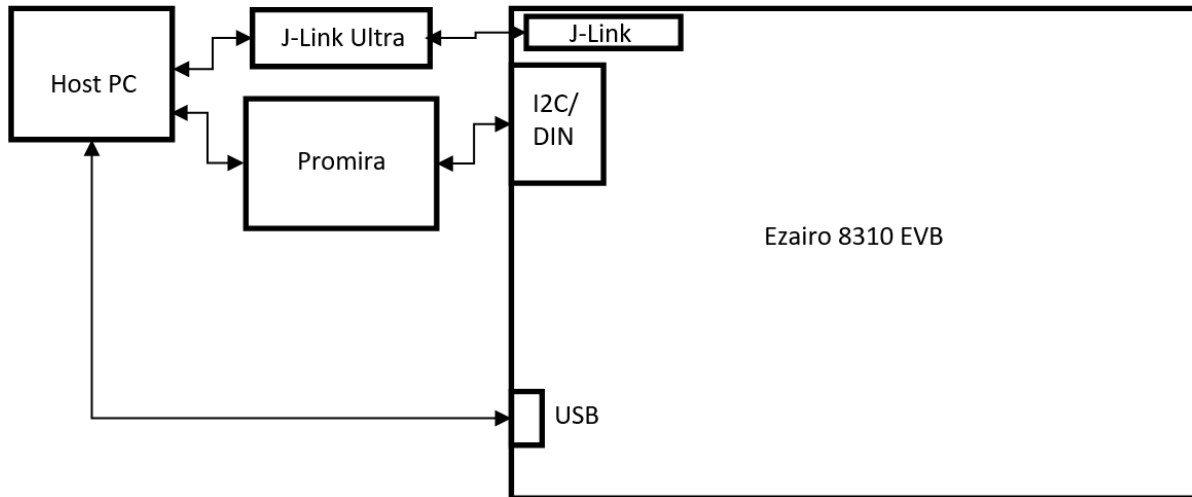 J-Link Ultra
J-Link
Host PC
I2C/
DIN
Promira
Ezairo 8310 EVB
USB